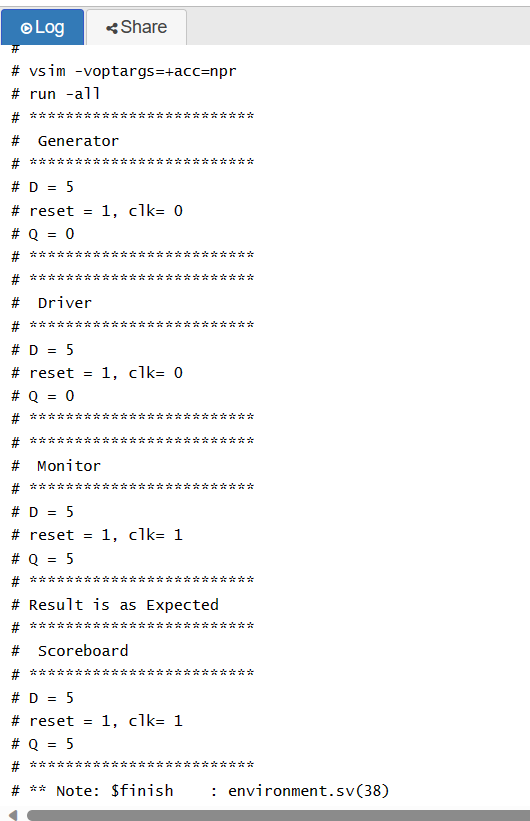 Log Share
#
# vsim -voptargs=+acc=npr
# run -all
# *************************
#  Generator
# *************************
# D = 5
# reset = 1, clk= 0
# Q = 0
# *************************
# *************************
#  Driver
# *************************
# D = 5
# reset = 1, clk= 0
# Q = 0
# *************************
# *************************
#  Monitor
# *************************
# D = 5
# reset = 1, clk= 1
# Q = 5
# *************************
# Result is as Expected
# *************************
#  Scoreboard
# *************************
# D = 5
# reset = 1, clk= 1
# Q = 5
# *************************
# ** Note: $finish    : environment.sv(38)